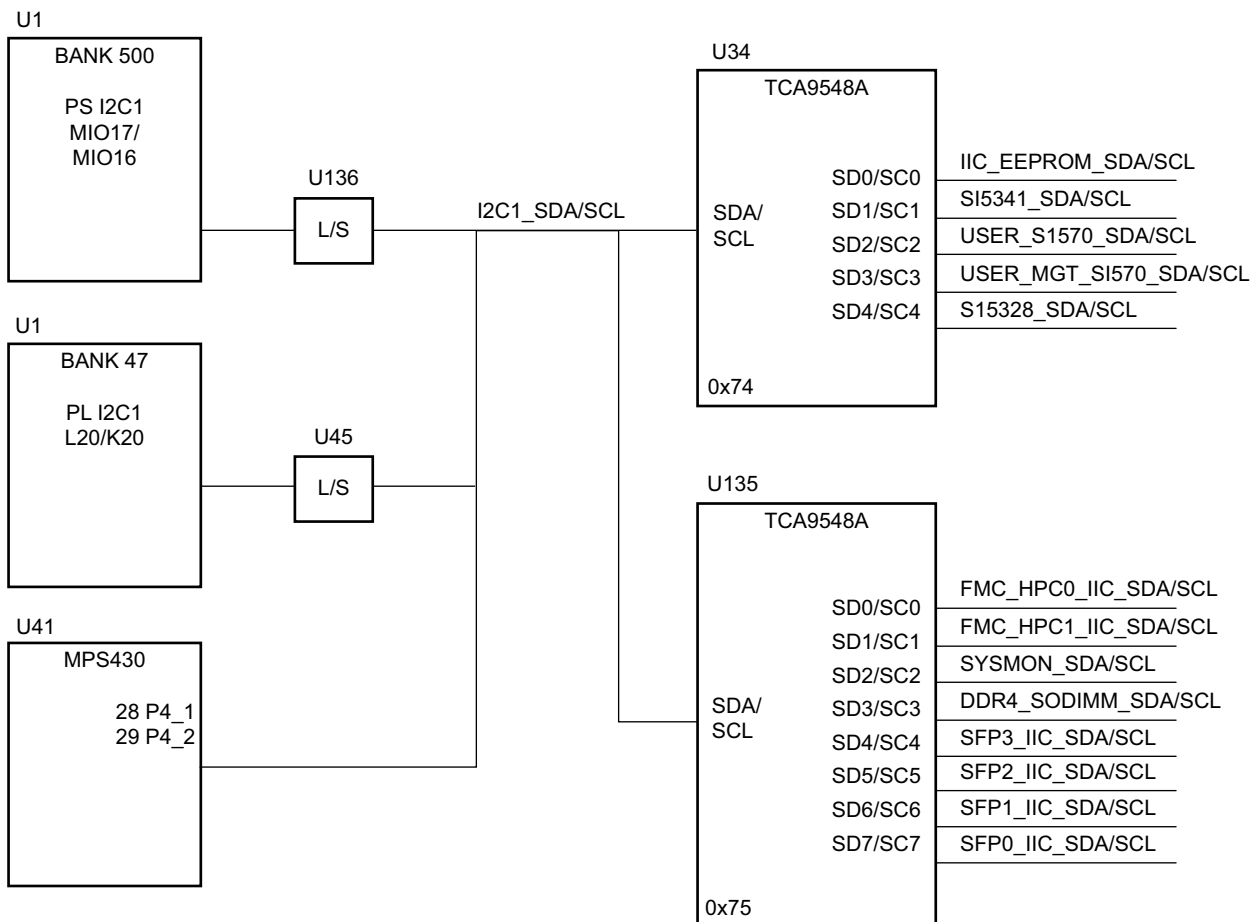 U1
BANK 500
PS I2C1
MIO17/
MIO16
U136
L/S
I2C1_SDA/SCL
U1
BANK 47
PL I2C1
L20/K20
U45
L/S
U41
MPS430
28 P4_1
29 P4_2
U34
TCA9548A
SDA/
SCL
SD0/SC0
SD1/SC1
SD2/SC2
SD3/SC3
SD4/SC4
IIC_EEPROM_SDA/SCL
SI5341_SDA/SCL
USER_S1570_SDA/SCL
USER_MGT_SI570_SDA/SCL
S15328_SDA/SCL
0x74
U135
TCA9548A
SDA/
SCL
SD0/SC0
SD1/SC1
SD2/SC2
SD3/SC3
SD4/SC4
SD5/SC5
SD6/SC6
SD7/SC7
FMC_HPC0_IIC_SDA/SCL
FMC_HPC1_IIC_SDA/SCL
SYSMON_SDA/SCL
DDR4_SODIMM_SDA/SCL
SFP3_IIC_SDA/SCL
SFP2_IIC_SDA/SCL
SFP1_IIC_SDA/SCL
SFP0_IIC_SDA/SCL
0x75